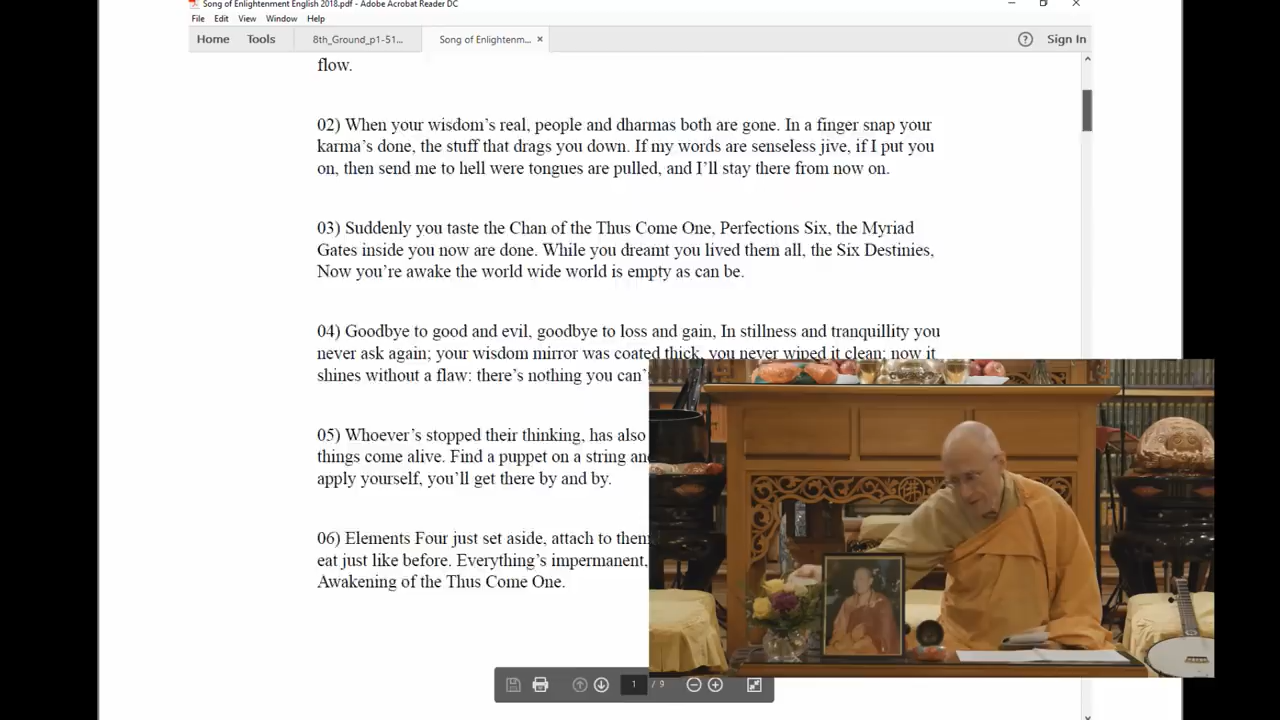 Song of Enlightenment English 2018.pdf - Adobe Acrobat Reader DC
File Edit View Window Help
Home Tools 8th_Ground_p1-51... Song of Enlightenm... × ? Sign In
flow.
02) When your wisdom's real, people and dharmas both are gone. In a finger snap your
karma's done, the stuff that drags you down. If my words are senseless jive, if I put you
on, then send me to hell were tongues are pulled, and I'll stay there from now on.
03) Suddenly you taste the Chan of the Thus Come One, Perfections Six, the Myriad
Gates inside you now are done. While you dreamt you lived them all, the Six Destinies,
Now you're awake the world wide world is empty as can be.
04) Goodbye to good and evil, goodbye to loss and gain, In stillness and tranquillity you
never ask again; your wisdom mirror was coated thick, you never wiped it clean; now it
shines without a flaw: there's nothing you can'
05) Whoever's stopped their thinking, has also
things come alive. Find a puppet on a string and
apply yourself, you'll get there by and by.
06) Elements Four just set aside, attach to them
eat just like before. Everything's impermanent,
Awakening of the Thus Come One.
1 / 9